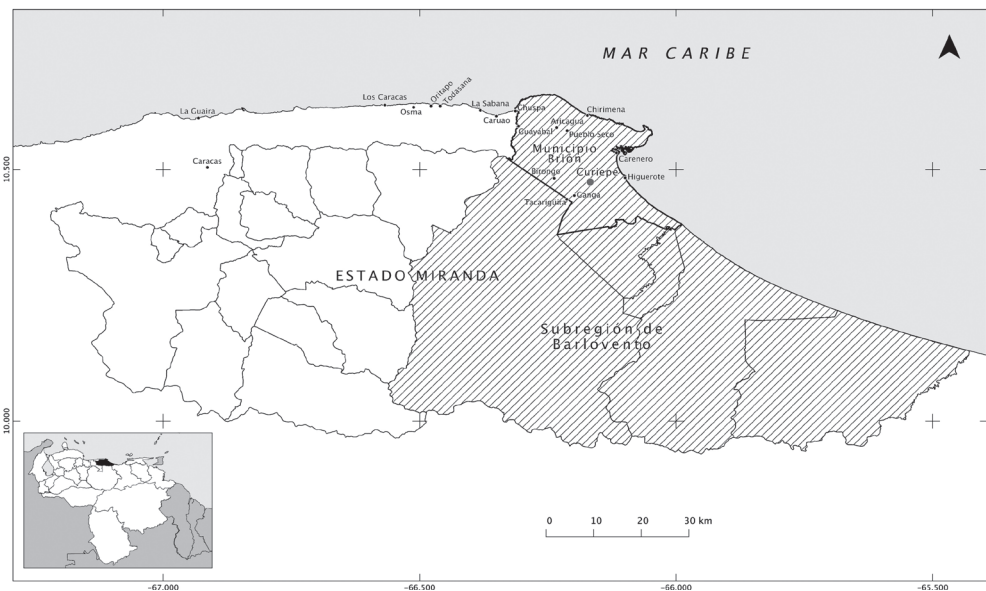 MAR CARIBE
La Guaira
Los Caracas
Osma
Oritapo
Todasana
La Sabana
Caruao
Chuspa
Chirimena
Aricagua
Guayabal
Pueblo Seco
Municipio
Brión
Carenero
Caracas
10.500
Birongo
Curiepe
Higuerote
Ganga
Tacarigüita
ESTADO MIRANDA
Subregión de
Barlovento
10.000
0 10 20 30 km
-67.000 -66.500 -66.000 -65.500